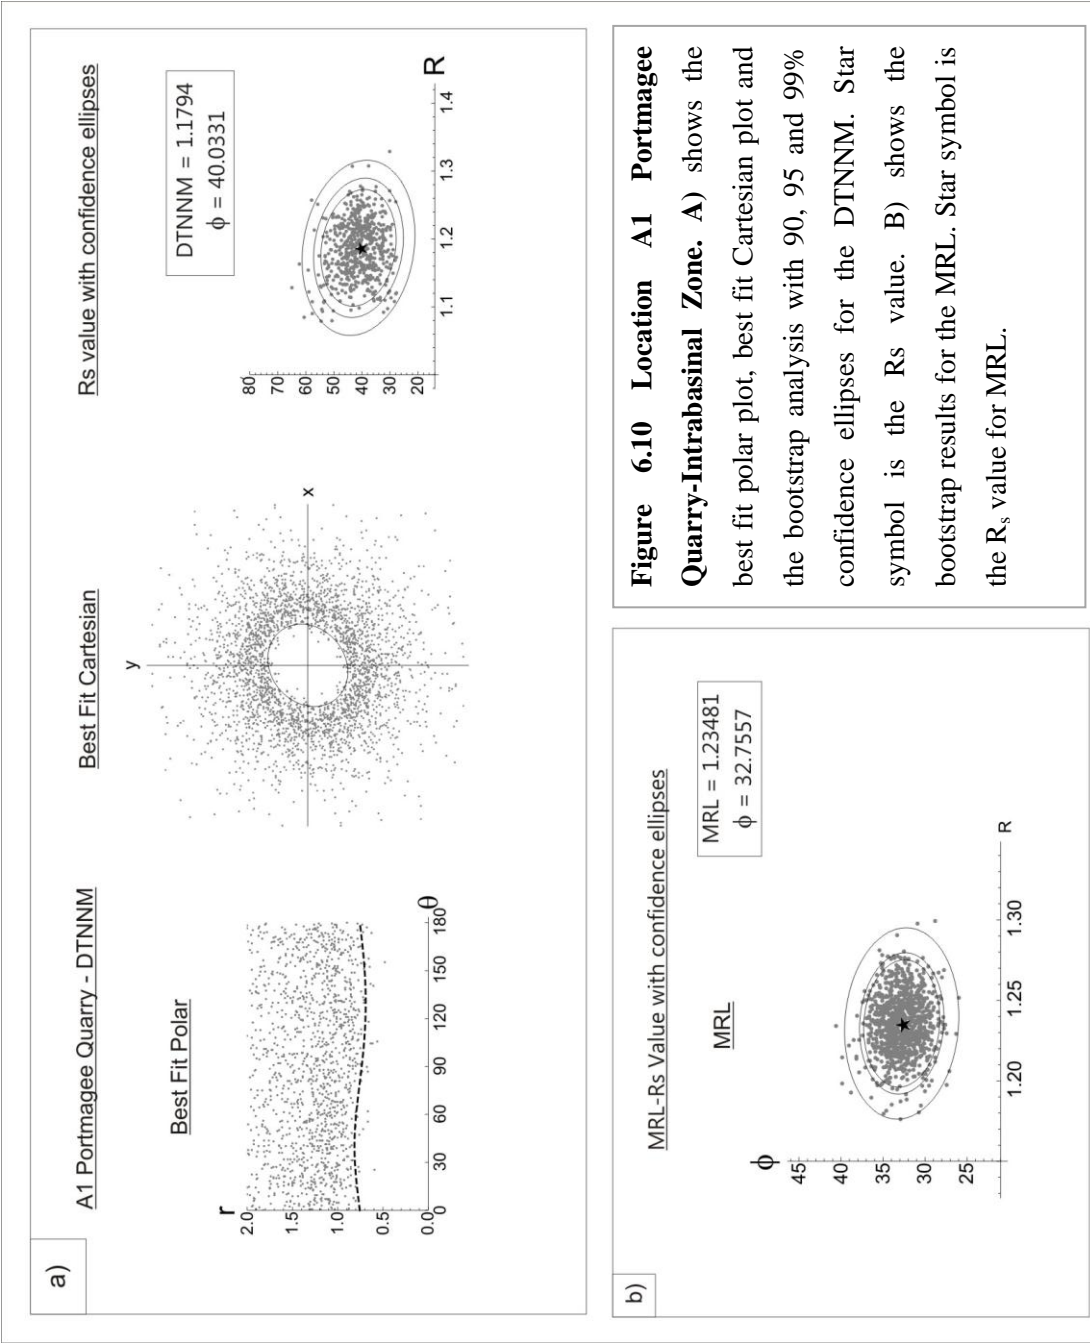 a)
A1 Portmagee Quarry - DTNNM
Best Fit Polar
r
2.0
1.5
1.0
0.5
0.0
0 30 60 90 120 150 180
θ
Best Fit Cartesian
y
x
Rs value with confidence ellipses
DTNNM = 1.1794
ϕ = 40.0331
80
70
60
50
40
30
20
1.1 1.2 1.3 1.4
R
b)
MRL-Rs Value with confidence ellipses
MRL
MRL = 1.23481
ϕ = 32.7557
ϕ
45
40
35
30
25
1.20 1.25 1.30
R
Figure 6.10 Location A1 Portmagee
Quarry-Intrabasinal Zone. A) shows the
best fit polar plot, best fit Cartesian plot and
the bootstrap analysis with 90, 95 and 99%
confidence ellipses for the DTNNM. Star
symbol is the Rs value. B) shows the
bootstrap results for the MRL. Star symbol is
the Rs value for MRL.